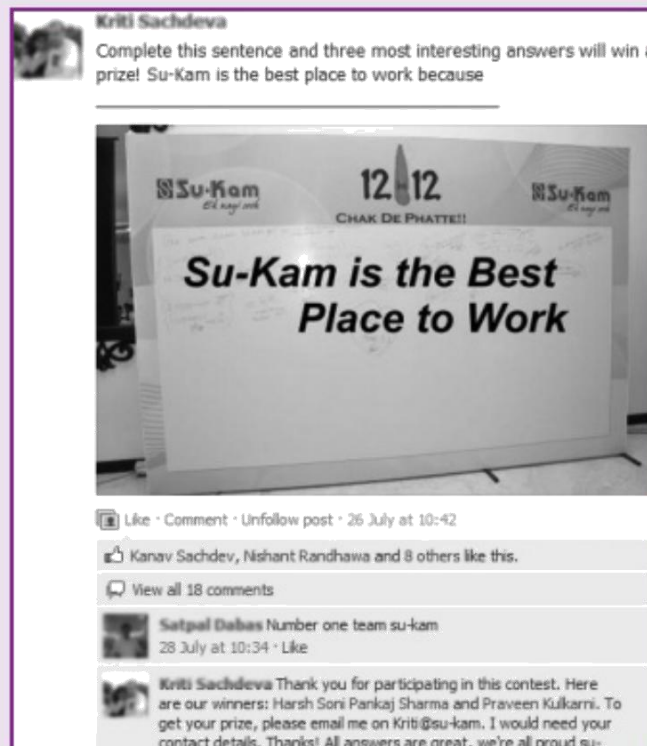 Kriti Sachdeva
Complete this sentence and three most interesting answers will win a
prize! Su-Kam is the best place to work because
Su-Kam
12 12
Su-Kam
CHAK DE PHATTE!!
Su-Kam is the Best
Place to Work
Like · Comment · Unfollow post · 26 July at 10:42
Kanav Sachdev, Nishant Randhawa and 8 others like this.
View all 18 comments
Satpal Dabas Number one team su-kam
28 July at 10:34 · Like
Kriti Sachdeva Thank you for participating in this contest. Here
are our winners: Harsh Soni Pankaj Sharma and Praveen Kulkarni. To
get your prize, please email me on Kriti@su-kam. I would need your
contact details. Thanks! All answers are great, we're all proud su-